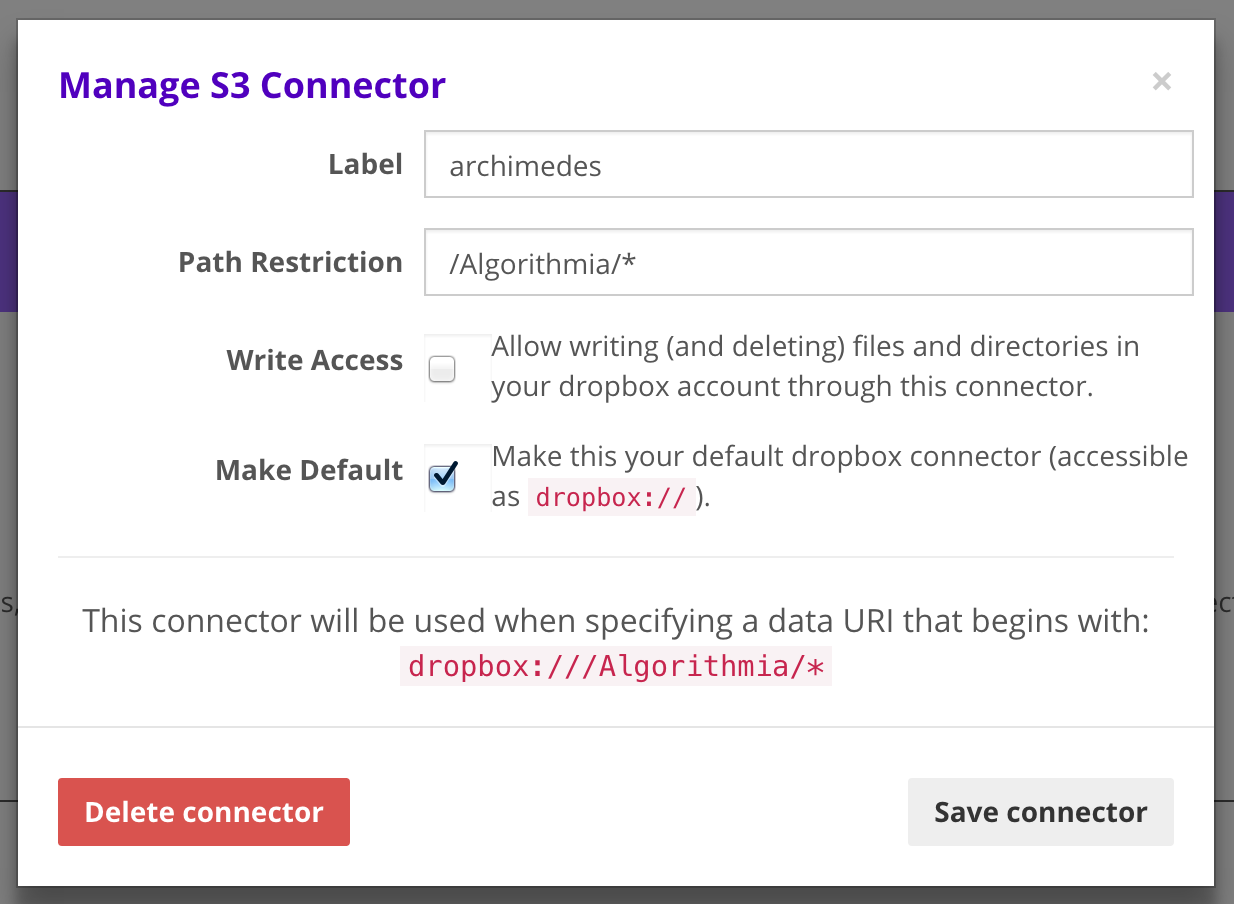 Manage S3 Connector ×
Label archimedes
Path Restriction /Algorithmia/*
Write Access Allow writing (and deleting) files and directories in
your dropbox account through this connector.
Make Default Make this your default dropbox connector (accessible
as dropbox:// ).
This connector will be used when specifying a data URI that begins with:
dropbox:///Algorithmia/*
Delete connector Save connector